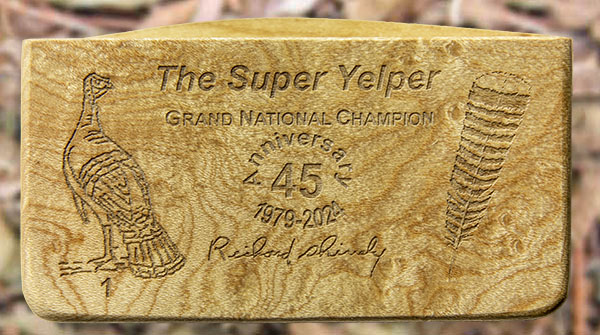 The Super Yelper
GRAND NATIONAL CHAMPION
Anniversary
45
1979-2024
Richard Shively
1